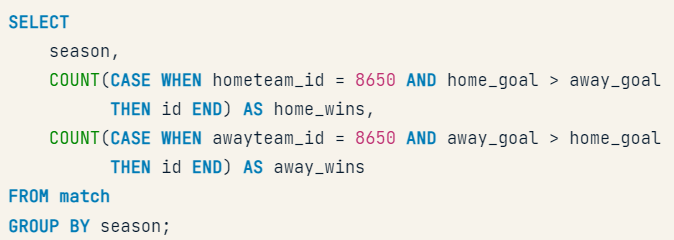 SELECT
season,
COUNT(CASE WHEN hometeam_id = 8650 AND home_goal > away_goal
THEN id END) AS home_wins,
COUNT(CASE WHEN awayteam_id = 8650 AND away_goal > home_goal
THEN id END) AS away_wins
FROM match
GROUP BY season;